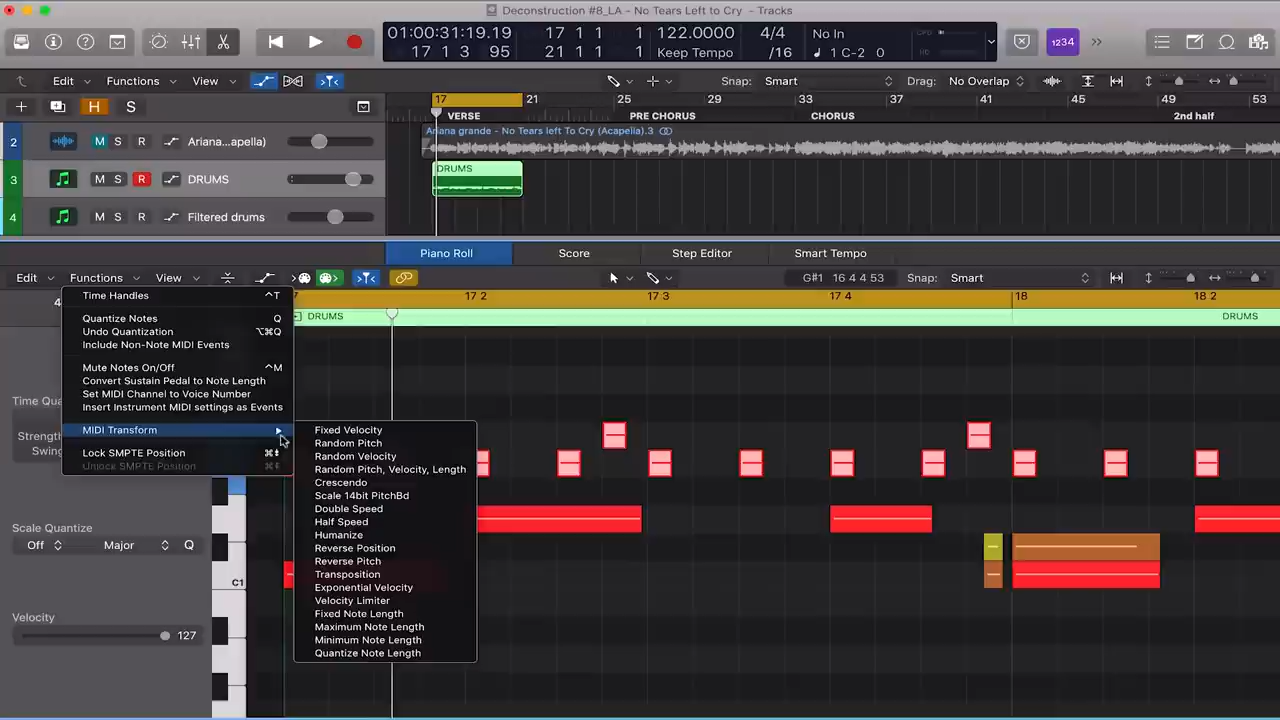 Deconstruction #8_LA - No Tears Left to Cry - Tracks
01:00:31:19.19
17 1 1 1
122.0000
4/4
No In
17 1 3 95
21 1 1 1
Keep Tempo
/16
1 C-2 0
CPU
HD
1234
Edit
Functions
View
Snap: Smart
Drag: No Overlap
H
S
17
21
25
29
33
37
41
45
49
53
VERSE
PRE CHORUS
CHORUS
2nd half
2
M S R
Ariana...apella)
Ariana grande - No Tears left To Cry (Acapella).3
3
M S R
DRUMS
DRUMS
4
M S R
Filtered drums
Piano Roll
Score
Step Editor
Smart Tempo
Edit
Functions
View
G#1 16 4 4 53
Snap: Smart
4
7
17 2
17 3
17 4
18
18 2
DRUMS
DRUMS
Time Handles ^T
Quantize Notes Q
Undo Quantization ⌥⌘Q
Include Non-Note MIDI Events
Mute Notes On/Off ^M
Convert Sustain Pedal to Note Length
Set MIDI Channel to Voice Number
Insert Instrument MIDI settings as Events
MIDI Transform
Lock SMPTE Position
Unlock SMPTE Position
Fixed Velocity
Random Pitch
Random Velocity
Random Pitch, Velocity, Length
Crescendo
Scale 14bit PitchBd
Double Speed
Half Speed
Humanize
Reverse Position
Reverse Pitch
Transposition
Exponential Velocity
Velocity Limiter
Fixed Note Length
Maximum Note Length
Minimum Note Length
Quantize Note Length
Time Qua
Strength
Swing
Scale Quantize
Off
Major
Q
C1
Velocity
127